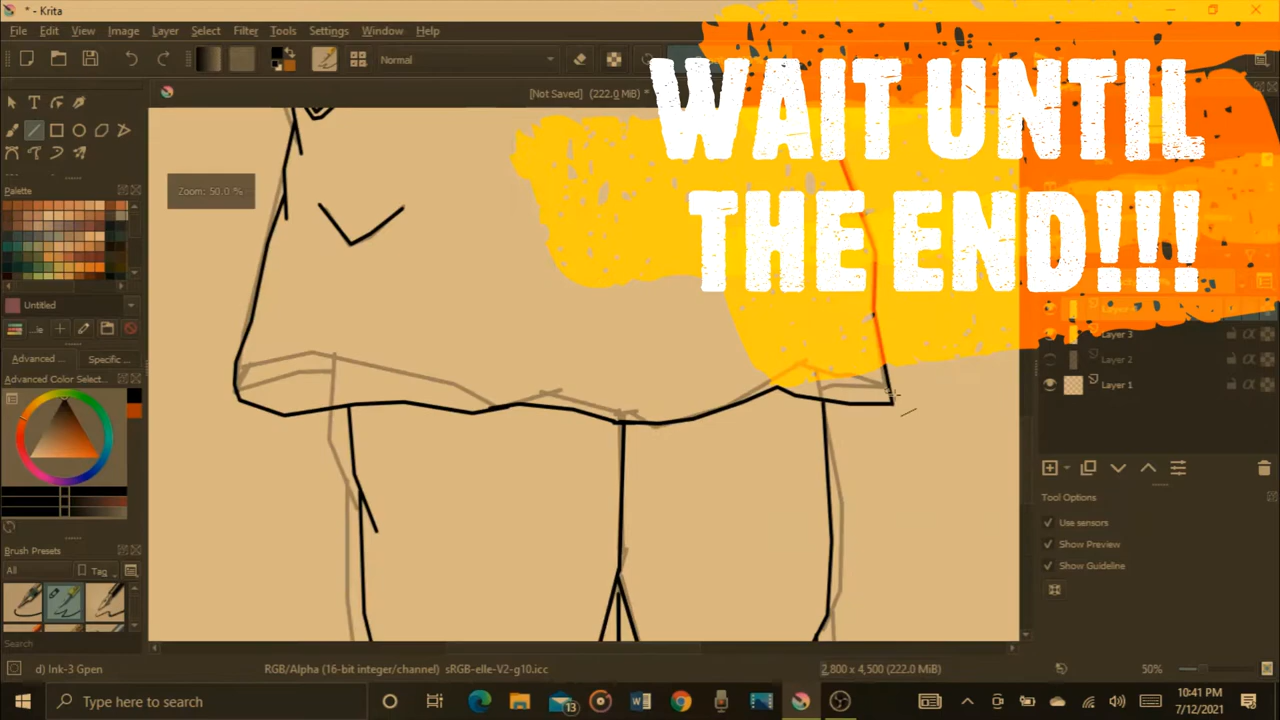 * - Krita
File Edit View Image Layer Select Filter Tools Settings Window Help
Normal
[Not Saved] (222.0 MiB) *
WAIT UNTIL
THE END!!!
Zoom: 50.0 %
Palette
Untitled
...le
Advanced ... Specific ...
Advanced Color Selec...
Brush Presets
All Tag
Search
Layer 3
Layer 2
Layer 1
Tool Options
Use sensors
Show Preview
Show Guideline
d) Ink-3 Gpen RGB/Alpha (16-bit integer/channel) sRGB-elle-V2-g10.icc 2,800 x 4,500 (222.0 MiB) 50%
Type here to search
13
10:41 PM
7/12/2021